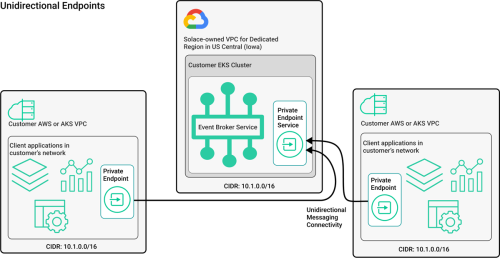 Unidirectional Endpoints
Solace-owned VPC for Dedicated
Region in US Central (Iowa)
Customer EKS Cluster
Event Broker Service
Private
Endpoint
Service
CIDR: 10.1.0.0/16
Customer AWS or AKS VPC
Client applications in
customer's network
Private
Endpoint
CIDR: 10.1.0.0/16
Unidirectional
Messaging
Connectivity
Customer AWS or AKS VPC
Client applications in
customer's network
Private
Endpoint
CIDR: 10.1.0.0/16